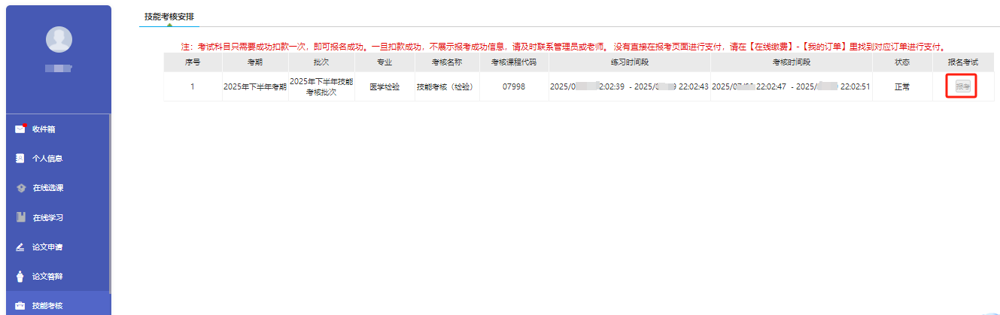 技能考核安排
注：考试科目只需要成功扣款一次，即可报名成功。一旦扣款成功，不展示报考成功信息，请及时联系管理员或老师。 没有直接在报考页面进行支付，请在【在线缴费】-【我的订单】里找到对应订单进行支付。
序号 考期 批次 专业 考核名称 考核课程代码 练习时间段 考核时间段 状态 报名考试
1 2025年下半年考期 2025年下半年技能考核批次 医学检验 技能考核（检验） 07998 2025/0 2:02:39 - 2025/ 9 22:02:43 2025/07/ 22:02:47 - 2025/ 22:02:51 正常 报考
收件箱
个人信息
在线选课
在线学习
论文申请
论文答辩
技能考核